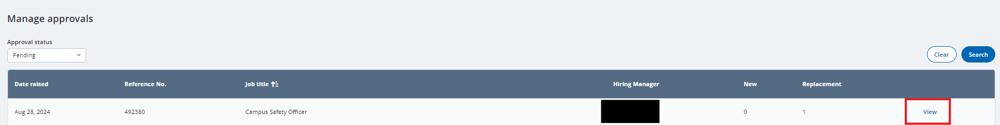 Manage approvals
Approval status
Pending
Clear Search
Date raised Reference No. Job title Hiring Manager New Replacement
Aug 28, 2024 492380 Campus Safety Officer 0 1 View